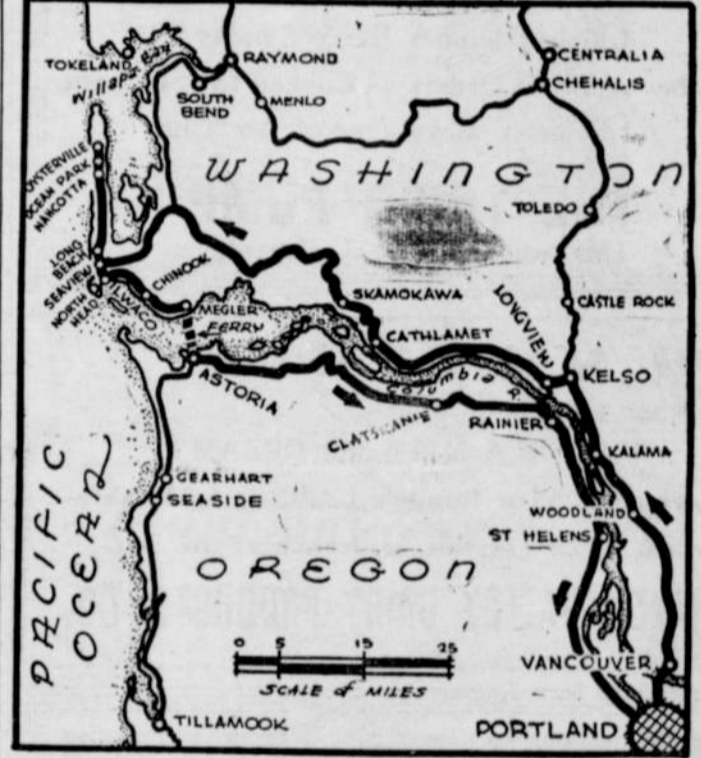 TOKELAND
Willapa Bay
RAYMOND
SOUTH
BEND
MENLO
CENTRALIA
CHEHALIS
WASHINGTON
OYSTERVILLE
OCEAN PARK
NAHCOTTA
TOLEDO
LONG
BEACH
SEAVIEW
NORTH
HEAD
ILWACO
CHINOOK
MEGLER
FERRY
SKAMOKAWA
CATHLAMET
LONGVIEW
CASTLE ROCK
KELSO
Columbia R.
ASTORIA
CLATSKANIE
RAINIER
KALAMA
GEARHART
SEASIDE
WOODLAND
ST HELENS
PACIFIC
OCEAN
OREGON
0 5 15 25
SCALE of MILES
VANCOUVER
TILLAMOOK
PORTLAND